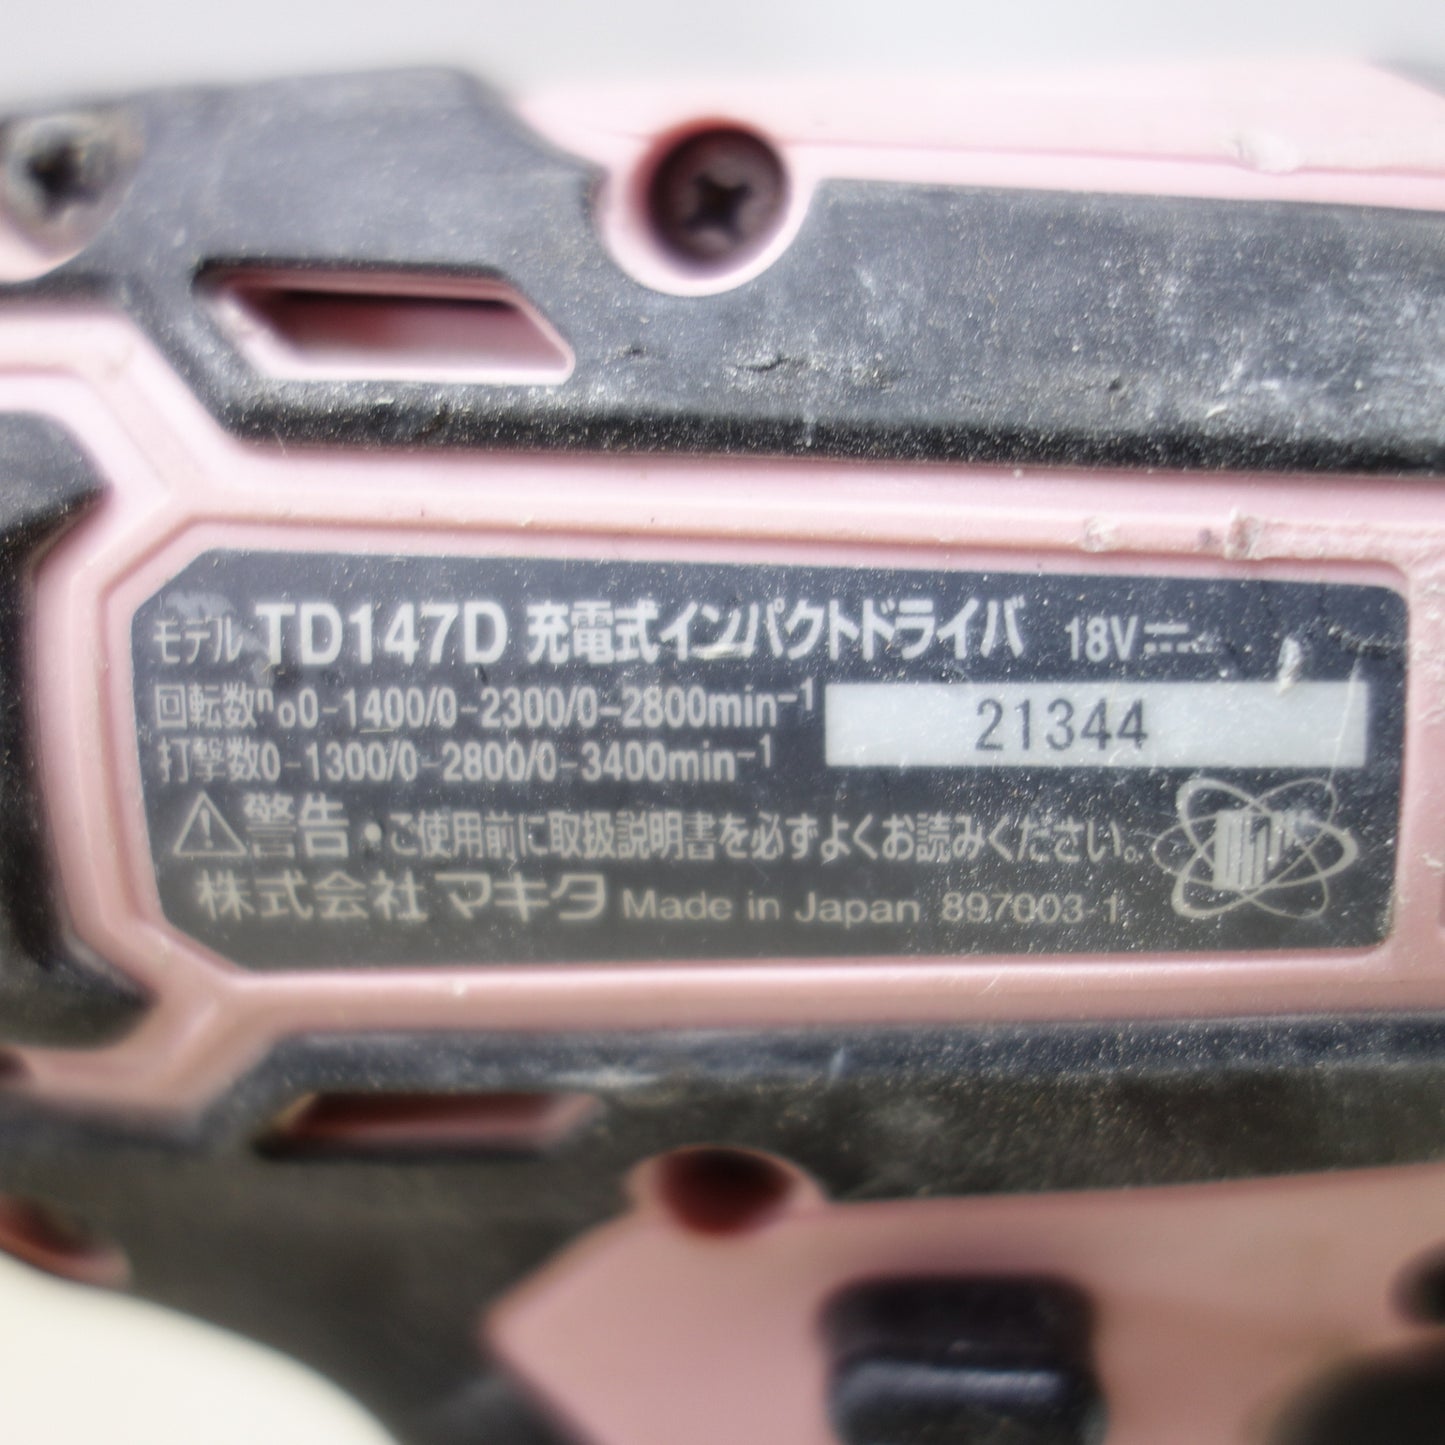 モデル TD147D 充電式インパクトドライバ 18V⎓
回転数n₀0-1400/0-2300/0-2800min⁻¹
21344
打撃数0-1300/0-2800/0-3400min⁻¹
⚠警告・ご使用前に取扱説明書を必ずよくお読みください。
株式会社 マキタ Made in Japan 897003-1